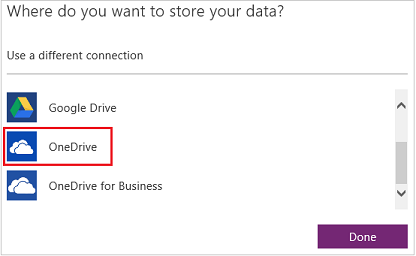 Where do you want to store your data?
Use a different connection
Google Drive
OneDrive
OneDrive for Business
Done